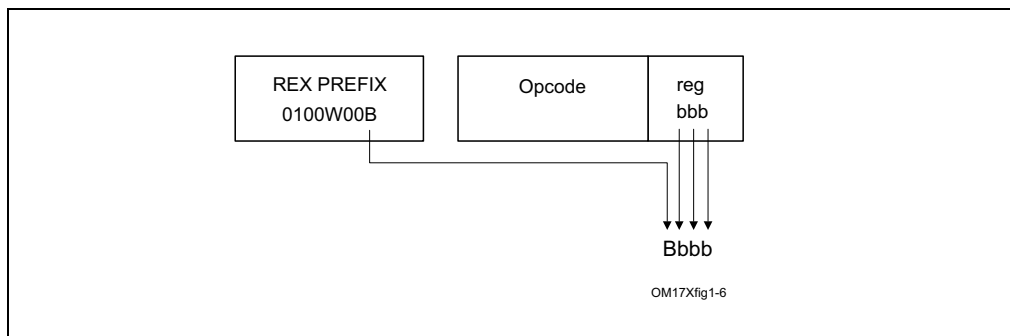 REX PREFIX
0100W00B
Opcode
reg
bbb
Bbbb
OM17Xfig1-6